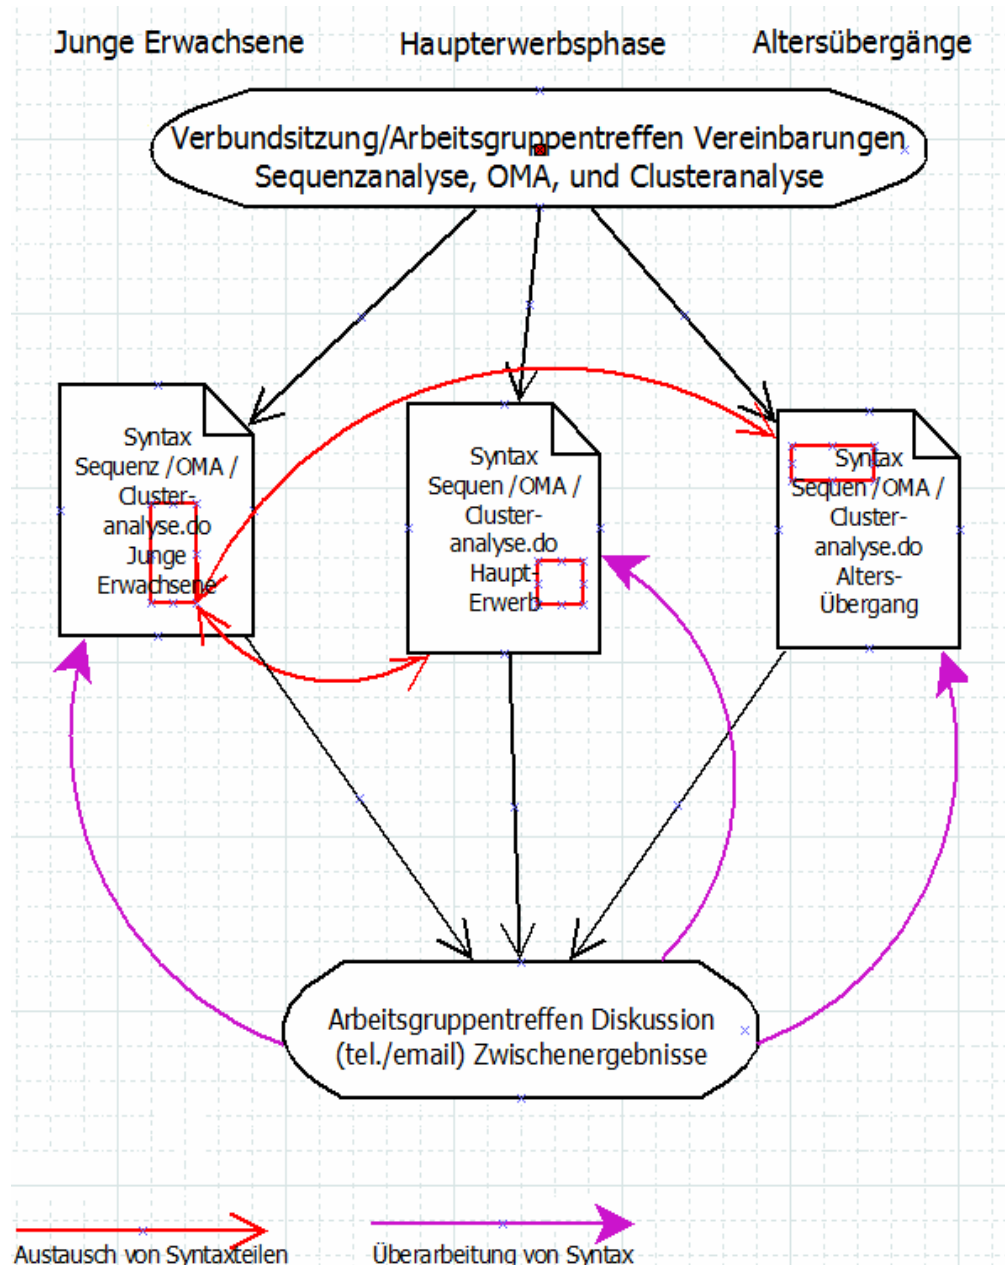 Junge Erwachsene
Haupterwerbsphase
Altersübergänge
Verbundsitzung/Arbeitsgruppentreffen Vereinbarungen
Sequenzanalyse, OMA, und Clusteranalyse
Syntax
Sequenz /OMA /
Cluster-
analyse.do
Junge
Erwachsene
Syntax
Sequen /OMA /
Cluster-
analyse.do
Haupt-
Erwerb
Syntax
Sequen /OMA /
Cluster-
analyse.do
Alters-
Übergang
Arbeitsgruppentreffen Diskussion
(tel./email) Zwischenergebnisse
Austausch von Syntaxteilen
Überarbeitung von Syntax